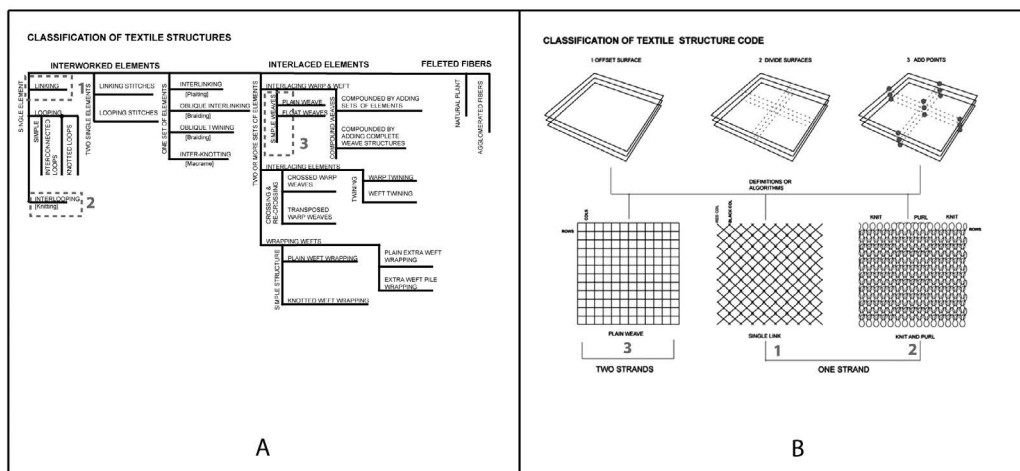 CLASSIFICATION OF TEXTILE STRUCTURES
INTERWORKED ELEMENTS
INTERLACED ELEMENTS
FELETED FIBERS
SINGLE ELEMENT
LINKING
1
LOOPING
SIMPLE
INTERCONNECTED
LOOPS
KNOTTED LOOPS
INTERLOOPING
[Knitting]
2
TWO SINGLE ELEMENTS
LINKING STITCHES
LOOPING STITCHES
ONE SET OF ELEMENTS
INTERLINKING
[Plaiting]
OBLIQUE INTERLINKING
[Braiding]
OBLIQUE TWINING
[Braiding]
INTER-KNOTTING
[Macrame]
TWO OR MORE SETS OF ELEMENTS
INTERLACING WARP & WEFT
SIMPLE WEAVES
PLAIN WEAVE
FLOAT WEAVES
3
COMPOUND WEAVES
COMPOUNDED BY ADDING
SETS OF ELEMENTS
COMPOUNDED BY
ADDING COMPLETE
WEAVE STRUCTURES
INTERLACING ELEMENTS
CROSSING &
RE-CROSSING
CROSSED WARP
WEAVES
TRANSPOSED
WARP WEAVES
TWINING
WARP TWINING
WEFT TWINING
WRAPPING WEFTS
SIMPLE STRUCTURE
PLAIN WEFT WRAPPING
KNOTTED WEFT WRAPPING
PLAIN EXTRA WEFT
WRAPPING
EXTRA WEFT PILE
WRAPPING
NATURAL PLANT
AGGLOMERATED FIBERS
A
CLASSIFICATION OF TEXTILE STRUCTURE CODE
1 OFFSET SURFACE
2 DIVIDE SURFACES
3 ADD POINTS
DEFINITIONS OR
ALGORITHMS
COLS
ROWS
RED COL
BLACK COL
KNIT
PURL
KNIT
ROWS
PLAIN WEAVE
3
SINGLE LINK
1
KNIT AND PURL
2
TWO STRANDS
ONE STRAND
B